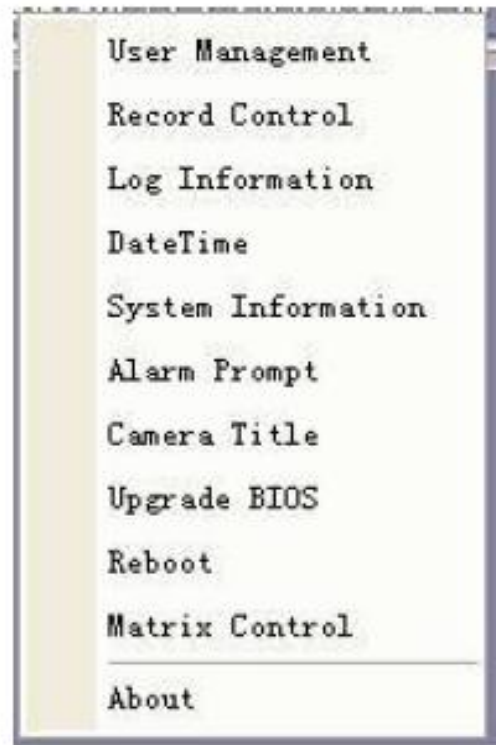 User Management
Record Control
Log Information
DateTime
System Information
Alarm Prompt
Camera Title
Upgrade BIOS
Reboot
Matrix Control
About